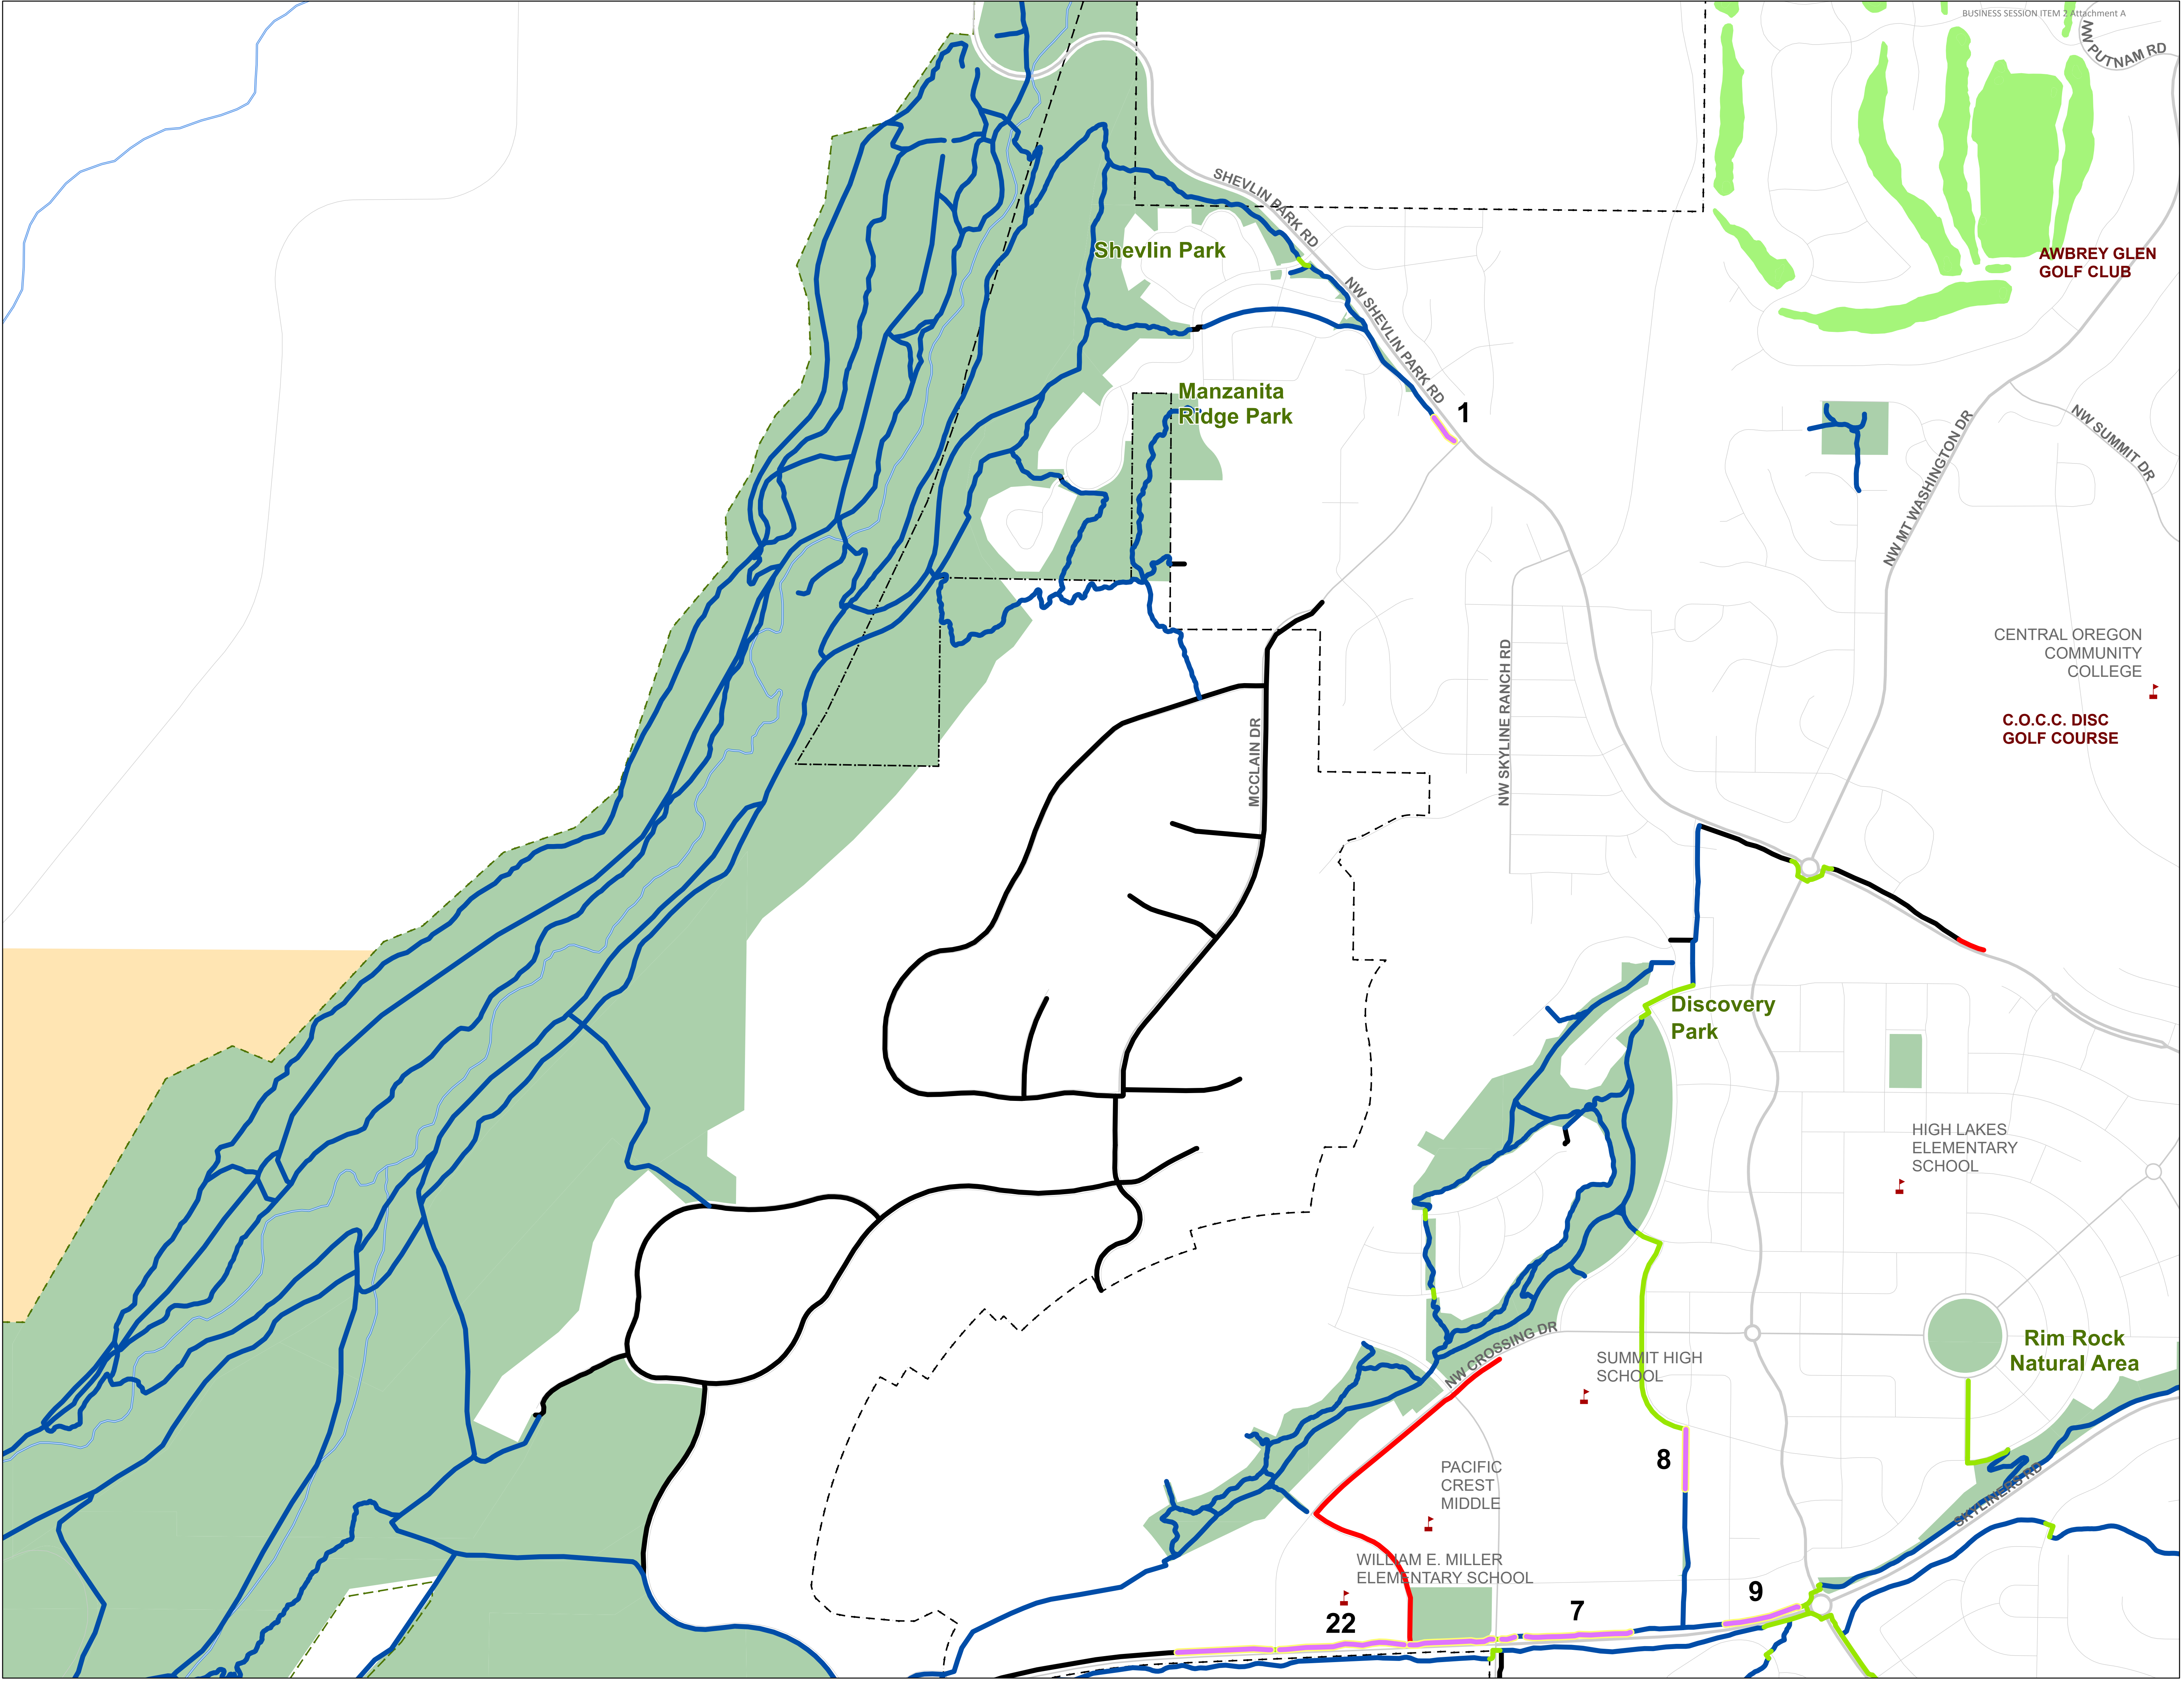 BUSINESS SESSION ITEM 2 Attachment A
NW PUTNAM RD
SHEVLIN PARK RD
Shevlin Park
AWBREY GLEN
GOLF CLUB
NW SHEVLIN PARK RD
Manzanita
Ridge Park
1
NW SUMMIT DR
NW MT WASHINGTON DR
CENTRAL OREGON
COMMUNITY
COLLEGE
NW SKYLINE RANCH RD
C.O.C.C. DISC
GOLF COURSE
MCCLAIN DR
Discovery
Park
HIGH LAKES
ELEMENTARY
SCHOOL
Rim Rock
Natural Area
NW CROSSING DR
SUMMIT HIGH
SCHOOL
8
PACIFIC
CREST
MIDDLE
SKYLINERS RD
WILLIAM E. MILLER
ELEMENTARY SCHOOL
9
7
22